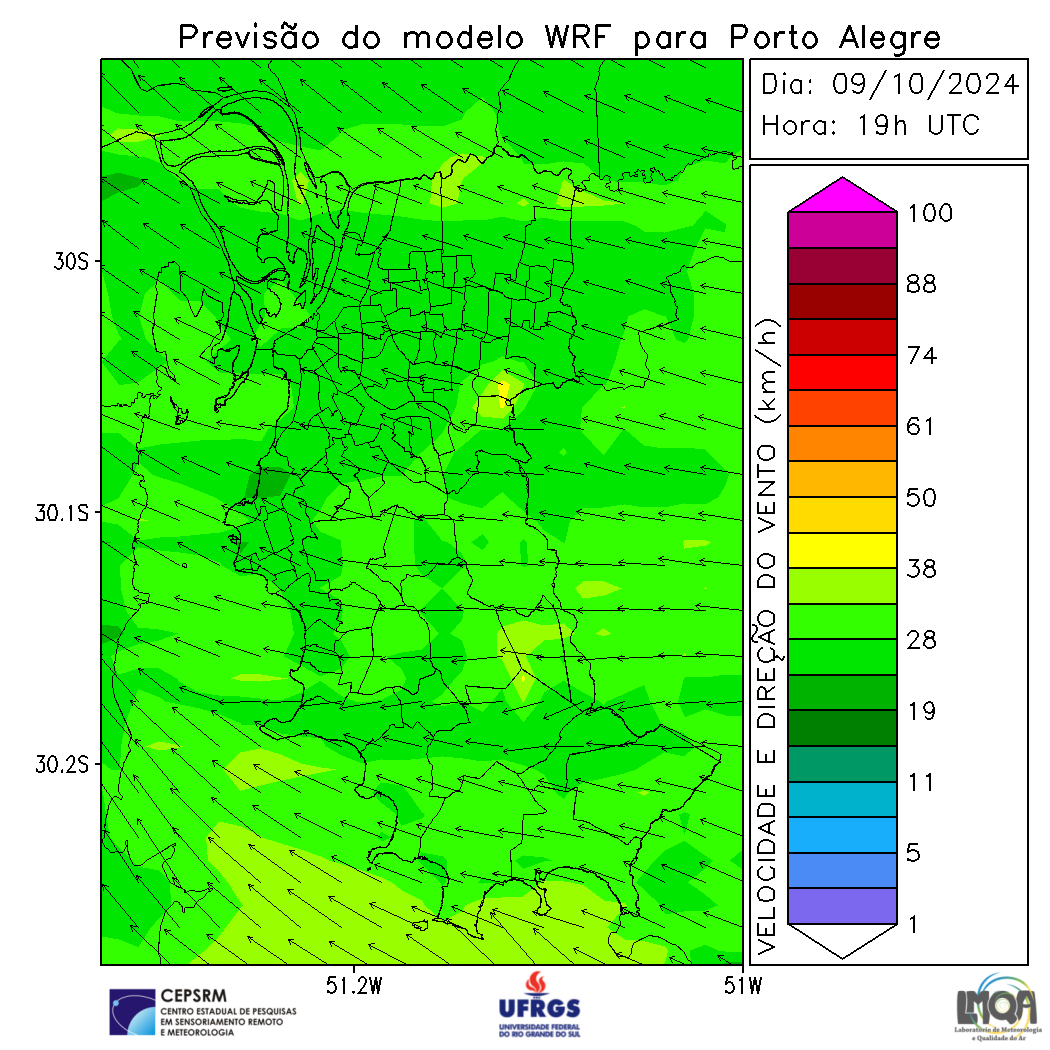 Previsão do modelo WRF para Porto Alegre
Dia: 09/10/2024
Hora: 19h UTC
30S
30.1S
30.2S
51.2W
51W
VELOCIDADE E DIREÇÃO DO VENTO (km/h)
100
88
74
61
50
38
28
19
11
5
1
CEPSRM
CENTRO ESTADUAL DE PESQUISAS
EM SENSORIAMENTO REMOTO
E METEOROLOGIA
UFRGS
UNIVERSIDADE FEDERAL
DO RIO GRANDE DO SUL
LMQA
Laboratório de Meteorologia
e Qualidade do Ar